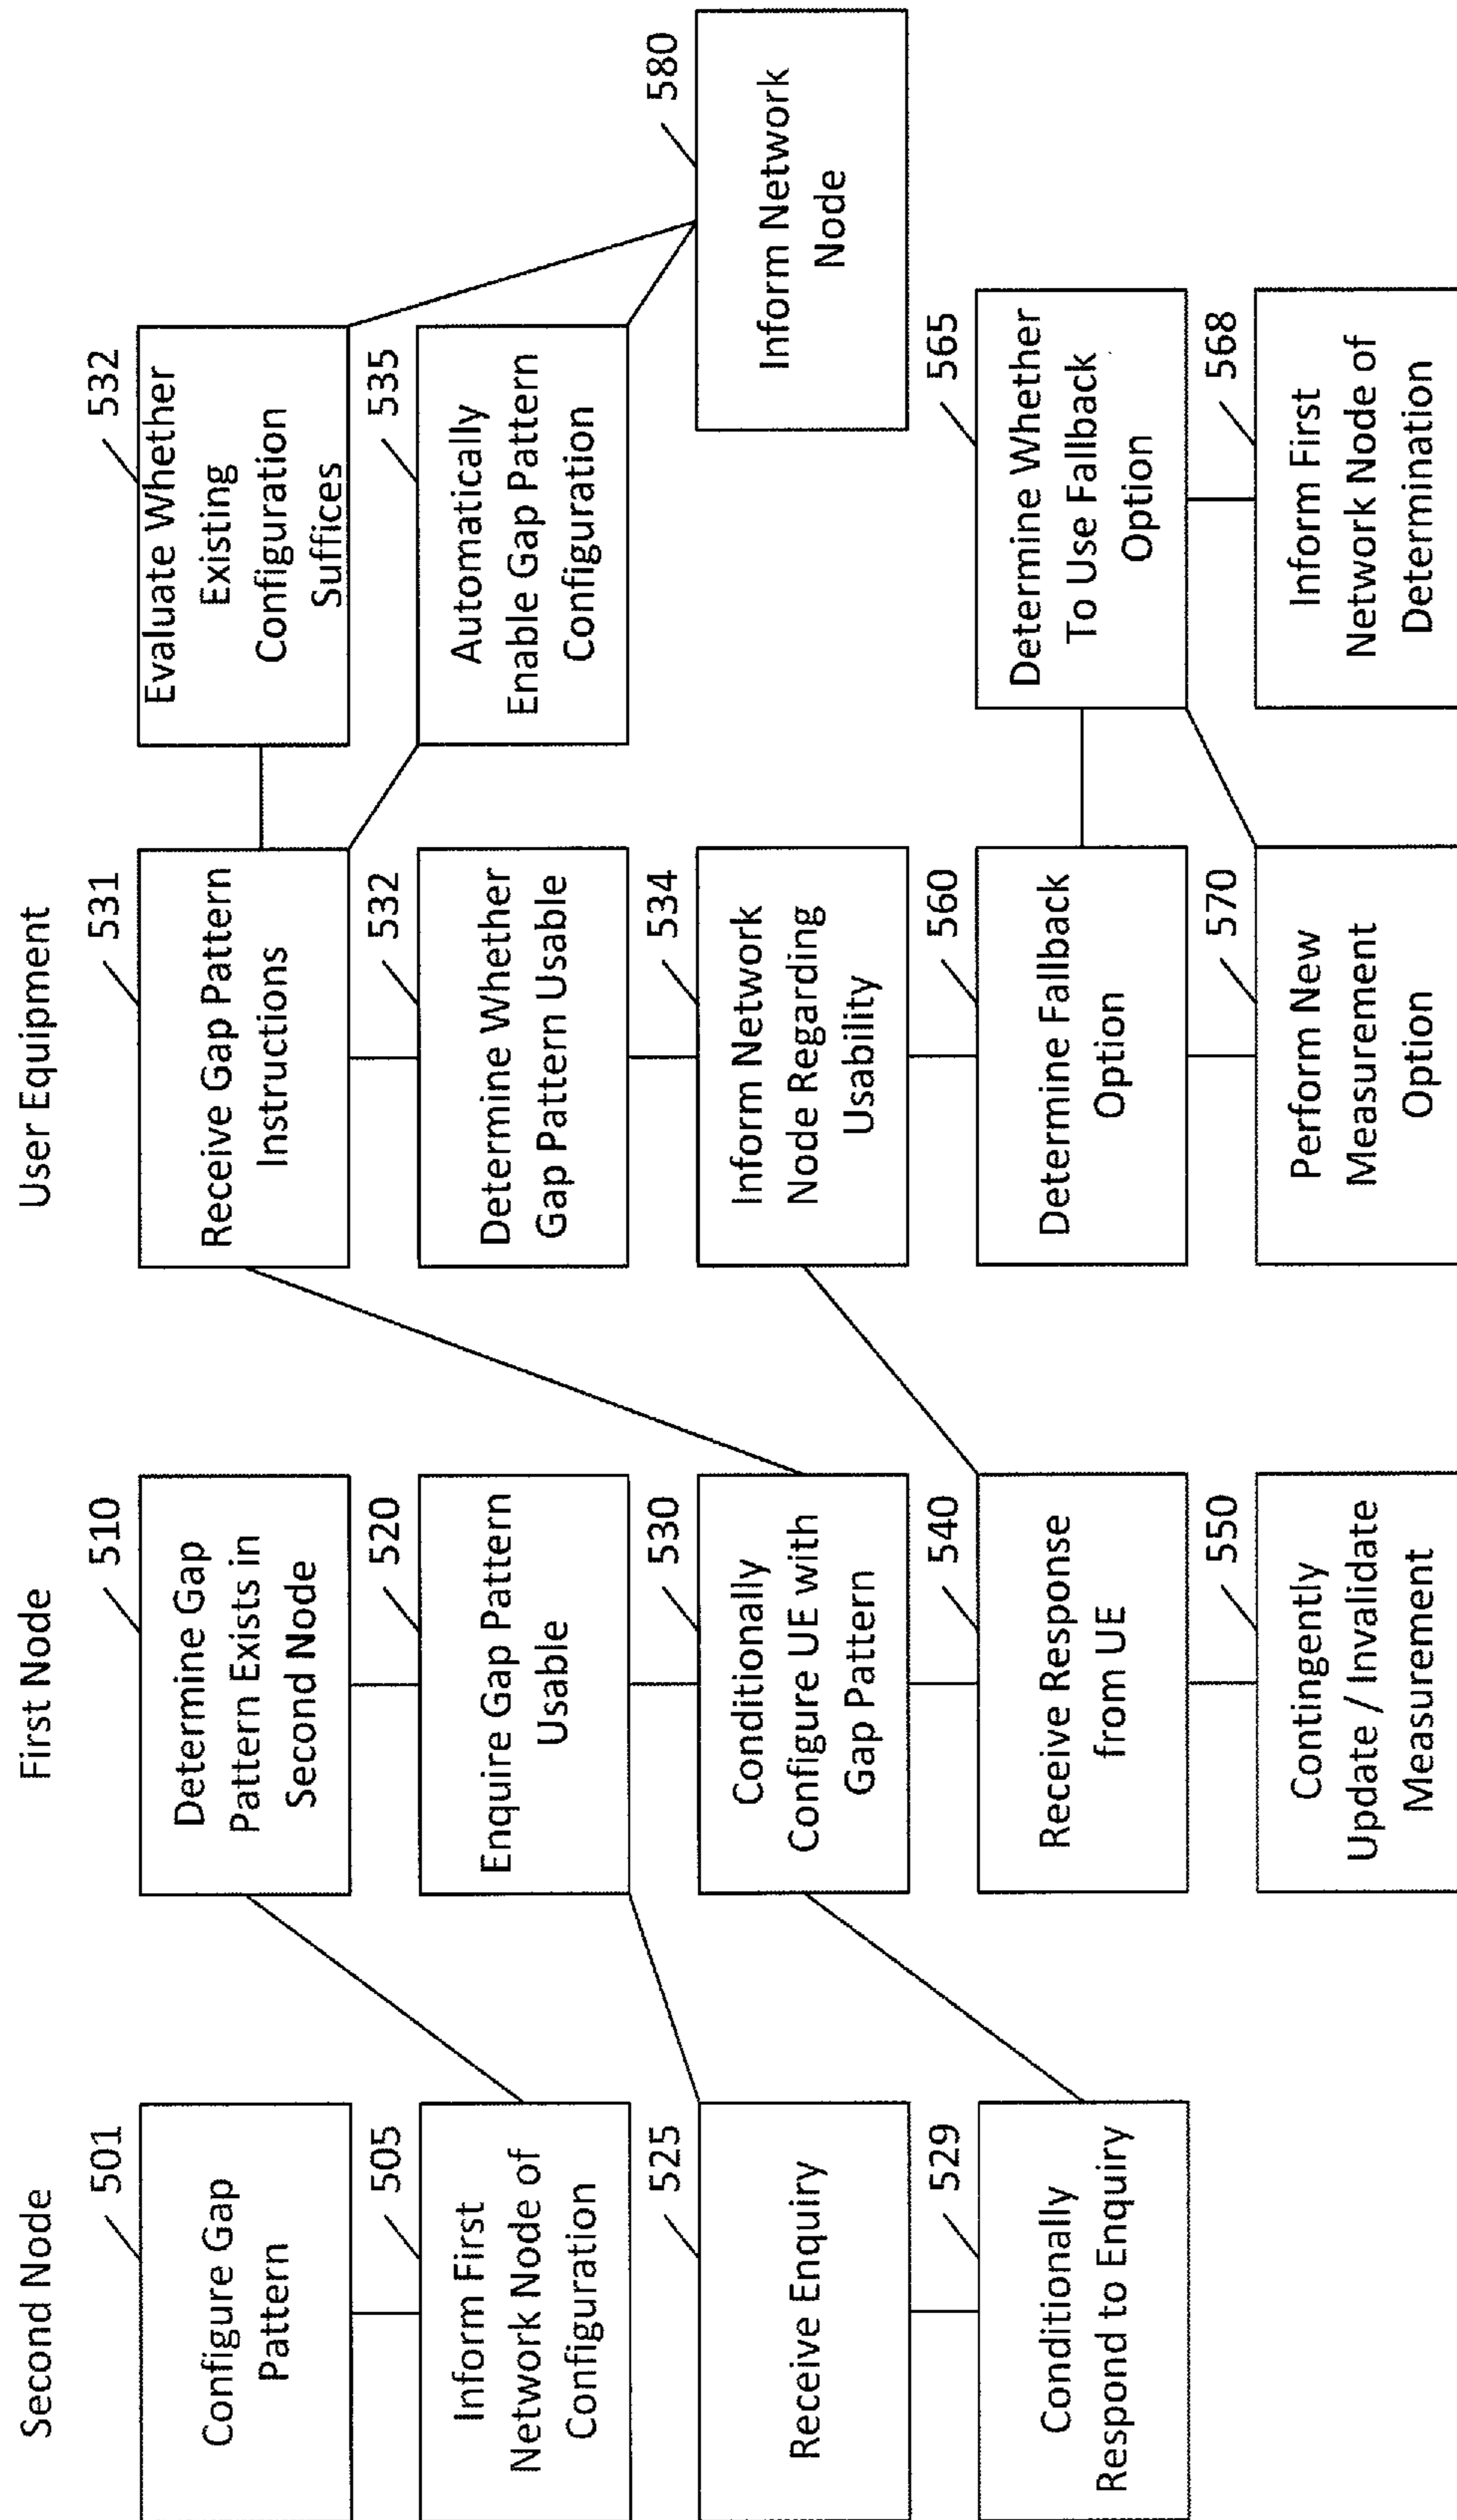 Second Node
501
Configure Gap
Pattern
505
Inform First
Network Node of
Configuration
525
Receive Enquiry
529
Conditionally
Respond to Enquiry
First Node
510
Determine Gap
Pattern Exists in
Second Node
520
Enquire Gap Pattern
Usable
530
Conditionally
Configure UE with
Gap Pattern
540
Receive Response
from UE
550
Contingently
Update / Invalidate
Measurement
User Equipment
531
Receive Gap Pattern
Instructions
532
Determine Whether
Gap Pattern Usable
534
Inform Network
Node Regarding
Usability
560
Determine Fallback
Option
570
Perform New
Measurement
Option
532
Evaluate Whether
Existing
Configuration
Suffices
535
Automatically
Enable Gap Pattern
Configuration
580
Inform Network
Node
565
Determine Whether
To Use Fallback
Option
568
Inform First
Network Node of
Determination